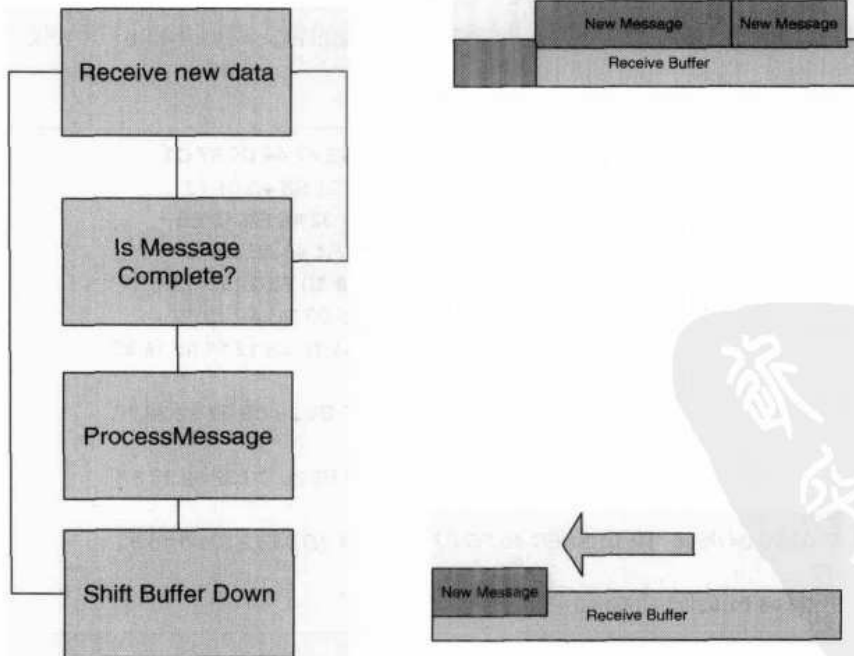 Receive new data
Is Message
Complete?
ProcessMessage
Shift Buffer Down
New Message
New Message
Receive Buffer
New Message
Receive Buffer